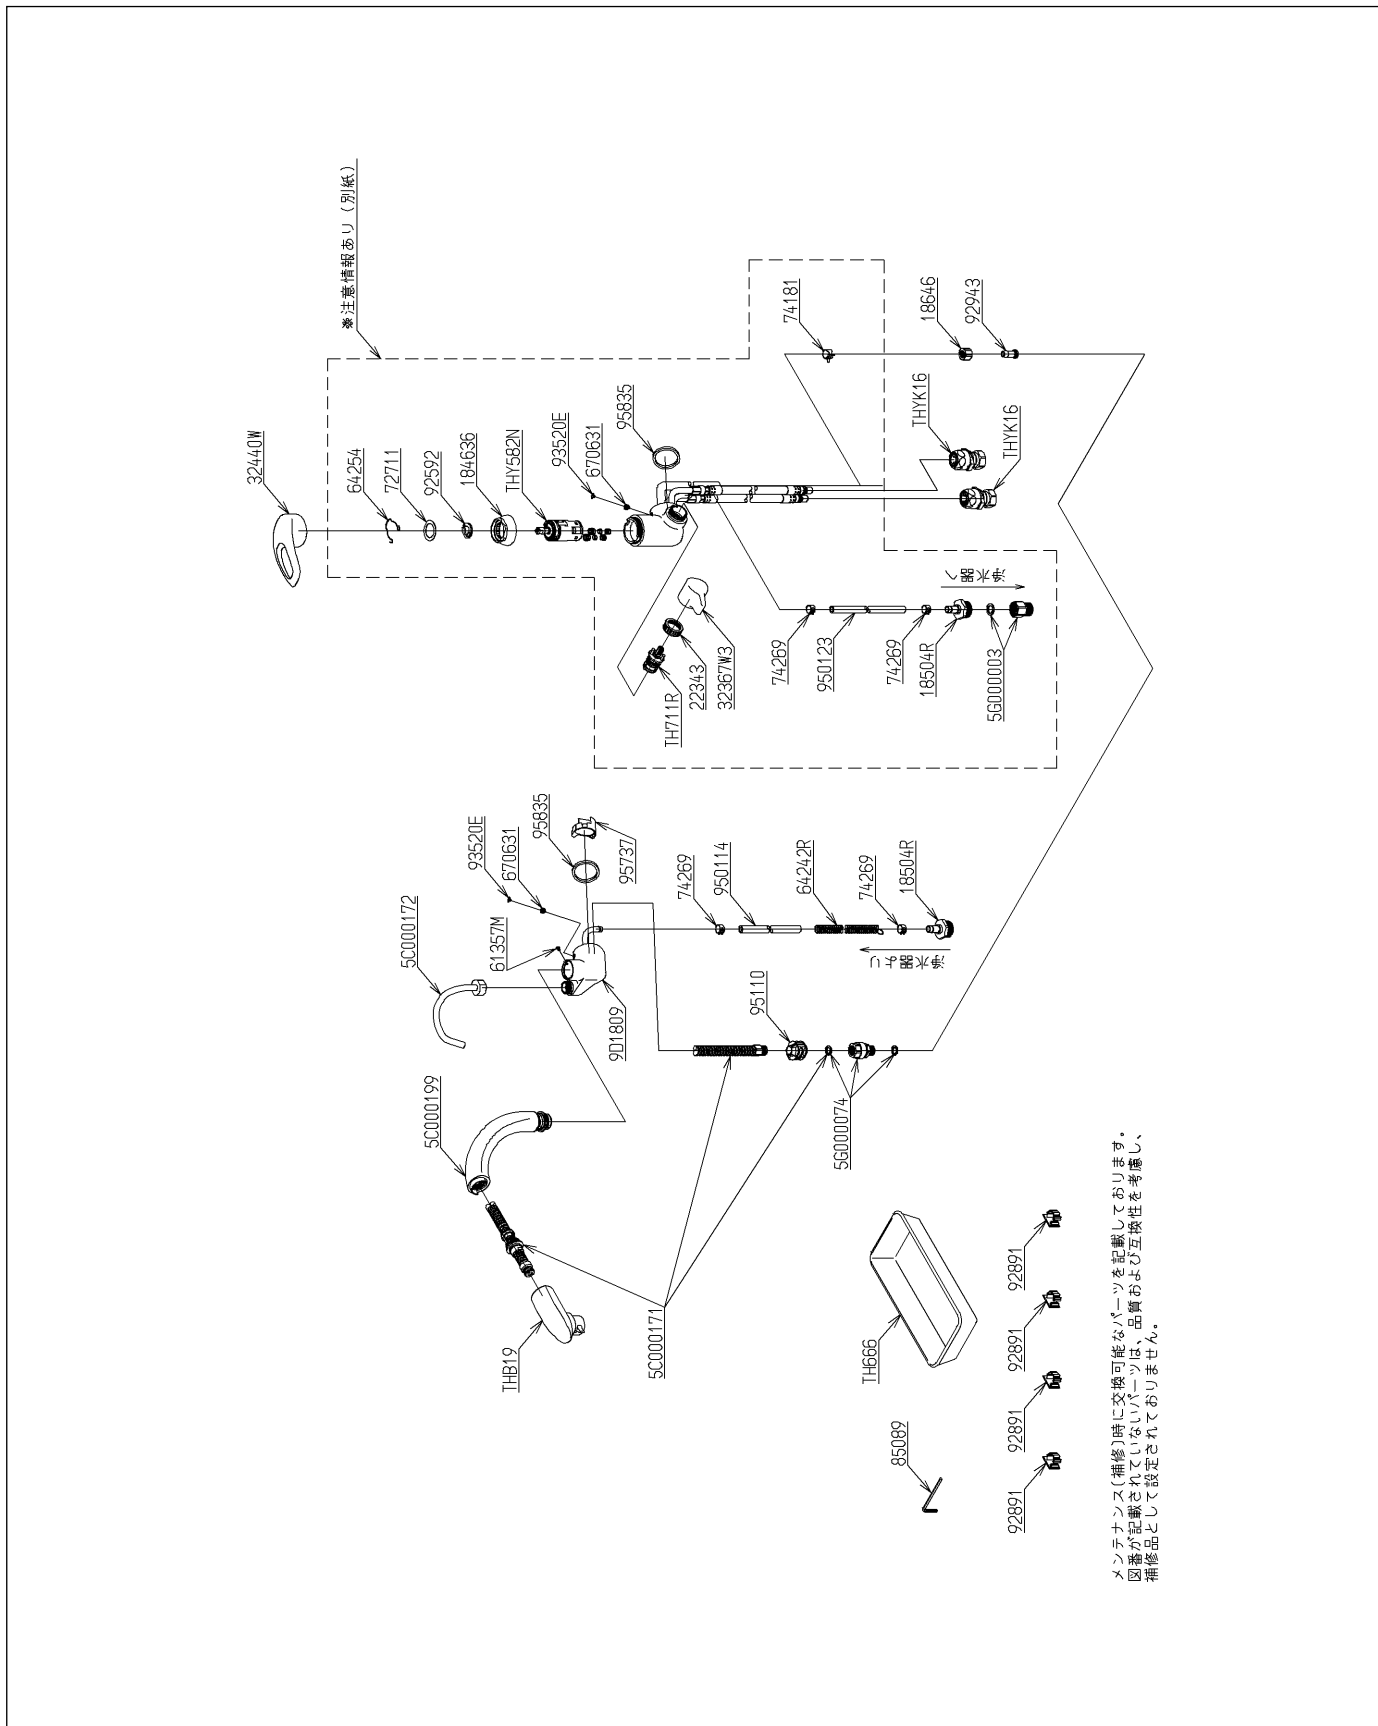 ※注意情報あり（別紙）
32440W
64254
72711
92592
184636
THY582N
93520E
670631
95835
74181
18646
92943
THYK16
THYK16
TH711R
22343
32367W3
74269
950123
74269
18504R
5G000003
浄水
器へ
5C000172
93520E
670631
61357M
95835
95737
9D1809
74269
950114
64242R
74269
18504R
浄水
器より
5C000199
THB19
5C000171
95110
5G000074
TH666
85089
92891
92891
92891
92891
メンテナンス(補修)時に交換可能なパーツを記載しております。
図番が記載されていないパーツは、品質および互換性を考慮し、
補修品として設定されておりません。